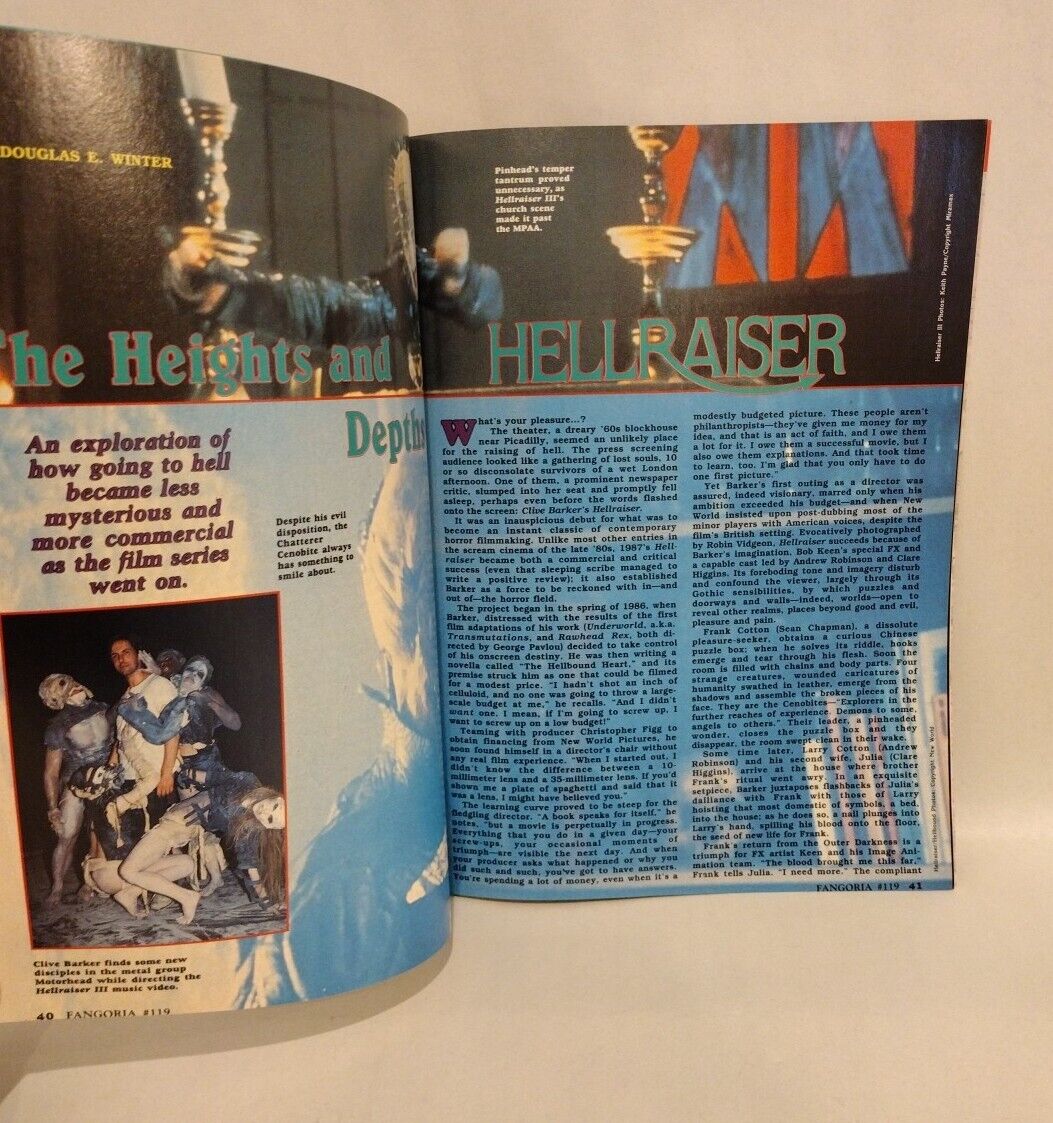 DOUGLAS E. WINTER
The Heights and
Depths
HELLRAISER
An exploration of
how going to hell
became less
mysterious and
more commercial
as the film series
went on.
Despite his evil
disposition, the
Chatterer
Cenobite always
has something to
smile about.
Clive Barker finds some new
disciples in the metal group
Motorhead while directing the
Hellraiser III music video.
40 FANGORIA #119
Pinhead's temper
tantrum proved
unnecessary, as
Hellraiser III's
church scene
made it past
the MPAA.
Hellraiser III Photos: Keith Payne/Copyright Miramax
What's your pleasure...?
The theater, a dreary '60s blockhouse
near Picadilly, seemed an unlikely place
for the raising of hell. The press screening
audience looked like a gathering of lost souls, 10
or so disconsolate survivors of a wet London
afternoon. One of them, a prominent newspaper
critic, slumped into her seat and promptly fell
asleep, perhaps even before the words flashed
onto the screen: Clive Barker's Hellraiser.
It was an inauspicious debut for what was to
become an instant classic of contemporary
horror filmmaking. Unlike most other entries in
the scream cinema of the late '80s, 1987's Hell-
raiser became both a commercial and critical
success (even that sleeping scribe managed to
write a positive review); it also established
Barker as a force to be reckoned with in—and
out of—the horror field.
The project began in the spring of 1986, when
Barker, distressed with the results of the first
film adaptations of his work (Underworld, a.k.a.
Transmutations, and Rawhead Rex, both di-
rected by George Pavlou) decided to take control
of his onscreen destiny. He was then writing a
novella called "The Hellbound Heart," and its
premise struck him as one that could be filmed
for a modest price. "I hadn't shot an inch of
celluloid, and no one was going to throw a large-
scale budget at me," he recalls. "And I didn't
want one. I mean, if I'm going to screw up, I
want to screw up on a low budget!"
Teaming with producer Christopher Figg to
obtain financing from New World Pictures, he
soon found himself in a director's chair without
any real film experience. "When I started out, I
didn't know the difference between a 10-
millimeter lens and a 35-millimeter lens. If you'd
shown me a plate of spaghetti and said that it
was a lens, I might have believed you."
The learning curve proved to be steep for the
fledgling director. "A book speaks for itself," he
notes, "but a movie is perpetually in progress.
Everything that you do in a given day—your
screw-ups, your occasional moments of
triumph—are visible the next day. And when
your producer asks what happened or why you
did such and such, you've got to have answers.
You're spending a lot of money, even when it's a
modestly budgeted picture. These people aren't
philanthropists—they've given me money for my
idea, and that is an act of faith, and I owe them
a lot for it. I owe them a successful movie, but I
also owe them explanations. And that took time
to learn, too. I'm glad that you only have to do
one first picture."
Yet Barker's first outing as a director was
assured, indeed visionary, marred only when his
ambition exceeded his budget—and when New
World insisted upon post-dubbing most of the
minor players with American voices, despite the
film's British setting. Evocatively photographed
by Robin Vidgeon, Hellraiser succeeds because of
Barker's imagination, Bob Keen's special FX and
a capable cast led by Andrew Robinson and Clare
Higgins. Its foreboding tone and imagery disturb
and confound the viewer, largely through its
Gothic sensibilities, by which puzzles and
doorways and walls—indeed, worlds—open to
reveal other realms, places beyond good and evil,
pleasure and pain.
Frank Cotton (Sean Chapman), a dissolute
pleasure-seeker, obtains a curious Chinese
puzzle box; when he solves its riddle, hooks
emerge and tear through his flesh. Soon the
room is filled with chains and body parts. Four
strange creatures, wounded caricatures of
humanity swathed in leather, emerge from the
shadows and assemble the broken pieces of his
face. They are the Cenobites—"Explorers in the
further reaches of experience. Demons to some,
angels to others." Their leader, a pinheaded
wonder, closes the puzzle box and they
disappear, the room swept clean in their wake.
Some time later, Larry Cotton (Andrew
Robinson) and his second wife, Julia (Clare
Higgins), arrive at the house where brother
Frank's ritual went awry. In an exquisite
setpiece, Barker juxtaposes flashbacks of Julia's
dalliance with Frank with those of Larry
hoisting that most domestic of symbols, a bed,
into the house; as he does so, a nail plunges into
Larry's hand, spilling his blood onto the floor,
the seed of new life for Frank.
Frank's return from the Outer Darkness is a
triumph for FX artist Keen and his Image Ani-
mation team. "The blood brought me this far,"
Frank tells Julia. "I need more." The compliant
Hellraiser/Hellbound Photos: Copyright New World
FANGORIA #119 41